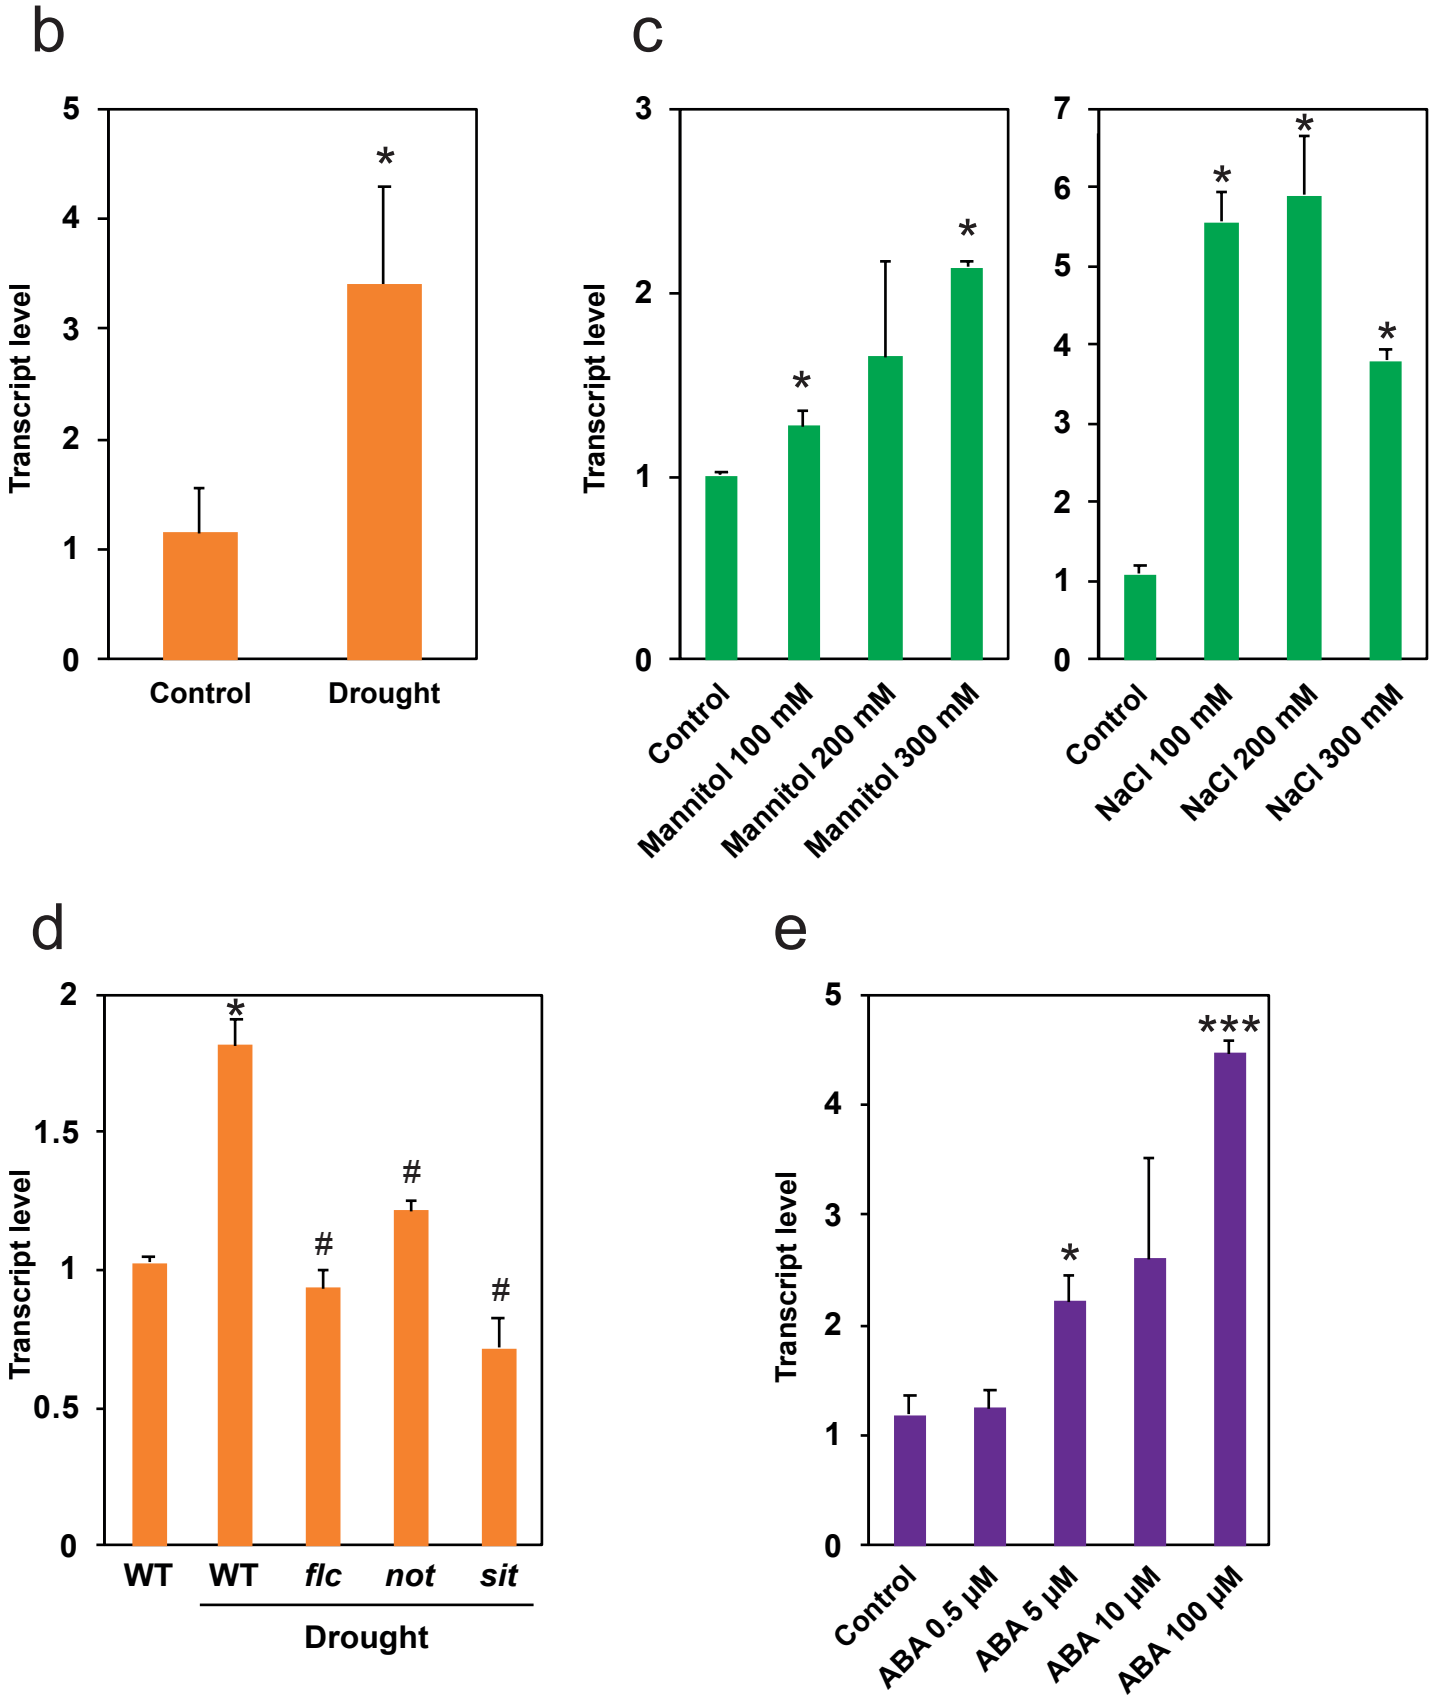 b
5
4
3
2
1
0
Transcript level
*
Control
Drought
c
3
2
1
0
Transcript level
*
*
Control
Mannitol 100 mM
Mannitol 200 mM
Mannitol 300 mM
7
6
5
4
3
2
1
0
*
*
*
Control
NaCl 100 mM
NaCl 200 mM
NaCl 300 mM
d
2
1.5
1
0.5
0
Transcript level
*
#
#
#
WT
WT
flc
not
sit
Drought
e
5
4
3
2
1
0
Transcript level
*
***
Control
ABA 0.5 µM
ABA 5 µM
ABA 10 µM
ABA 100 µM